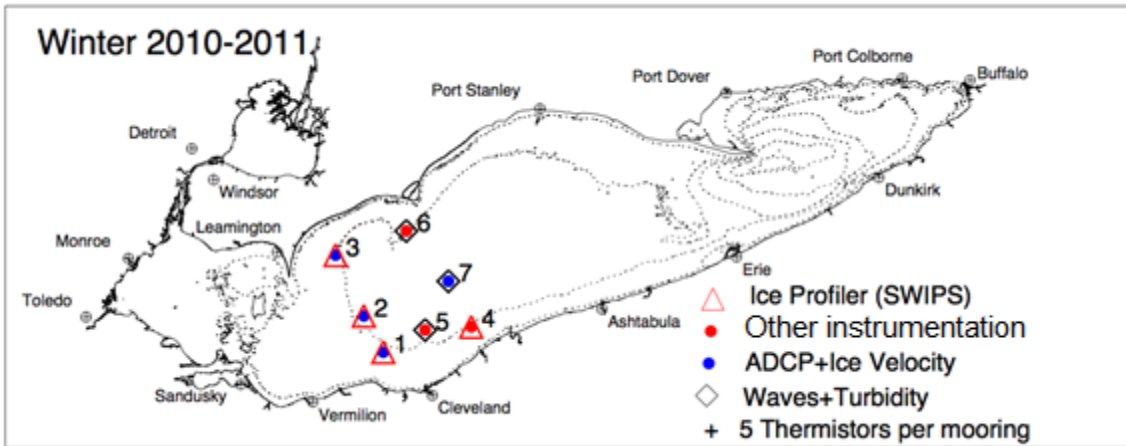 Winter 2010-2011
Port Colborne
Port Dover
Buffalo
Port Stanley
Detroit
Windsor
Dunkirk
Leamington
6
Monroe
3
7
Erie
Toledo
2
5
4
1
Ashtabula
Sandusky
Vermilion
Cleveland
Ice Profiler (SWIPS)
Other instrumentation
ADCP+Ice Velocity
Waves+Turbidity
+ 5 Thermistors per mooring